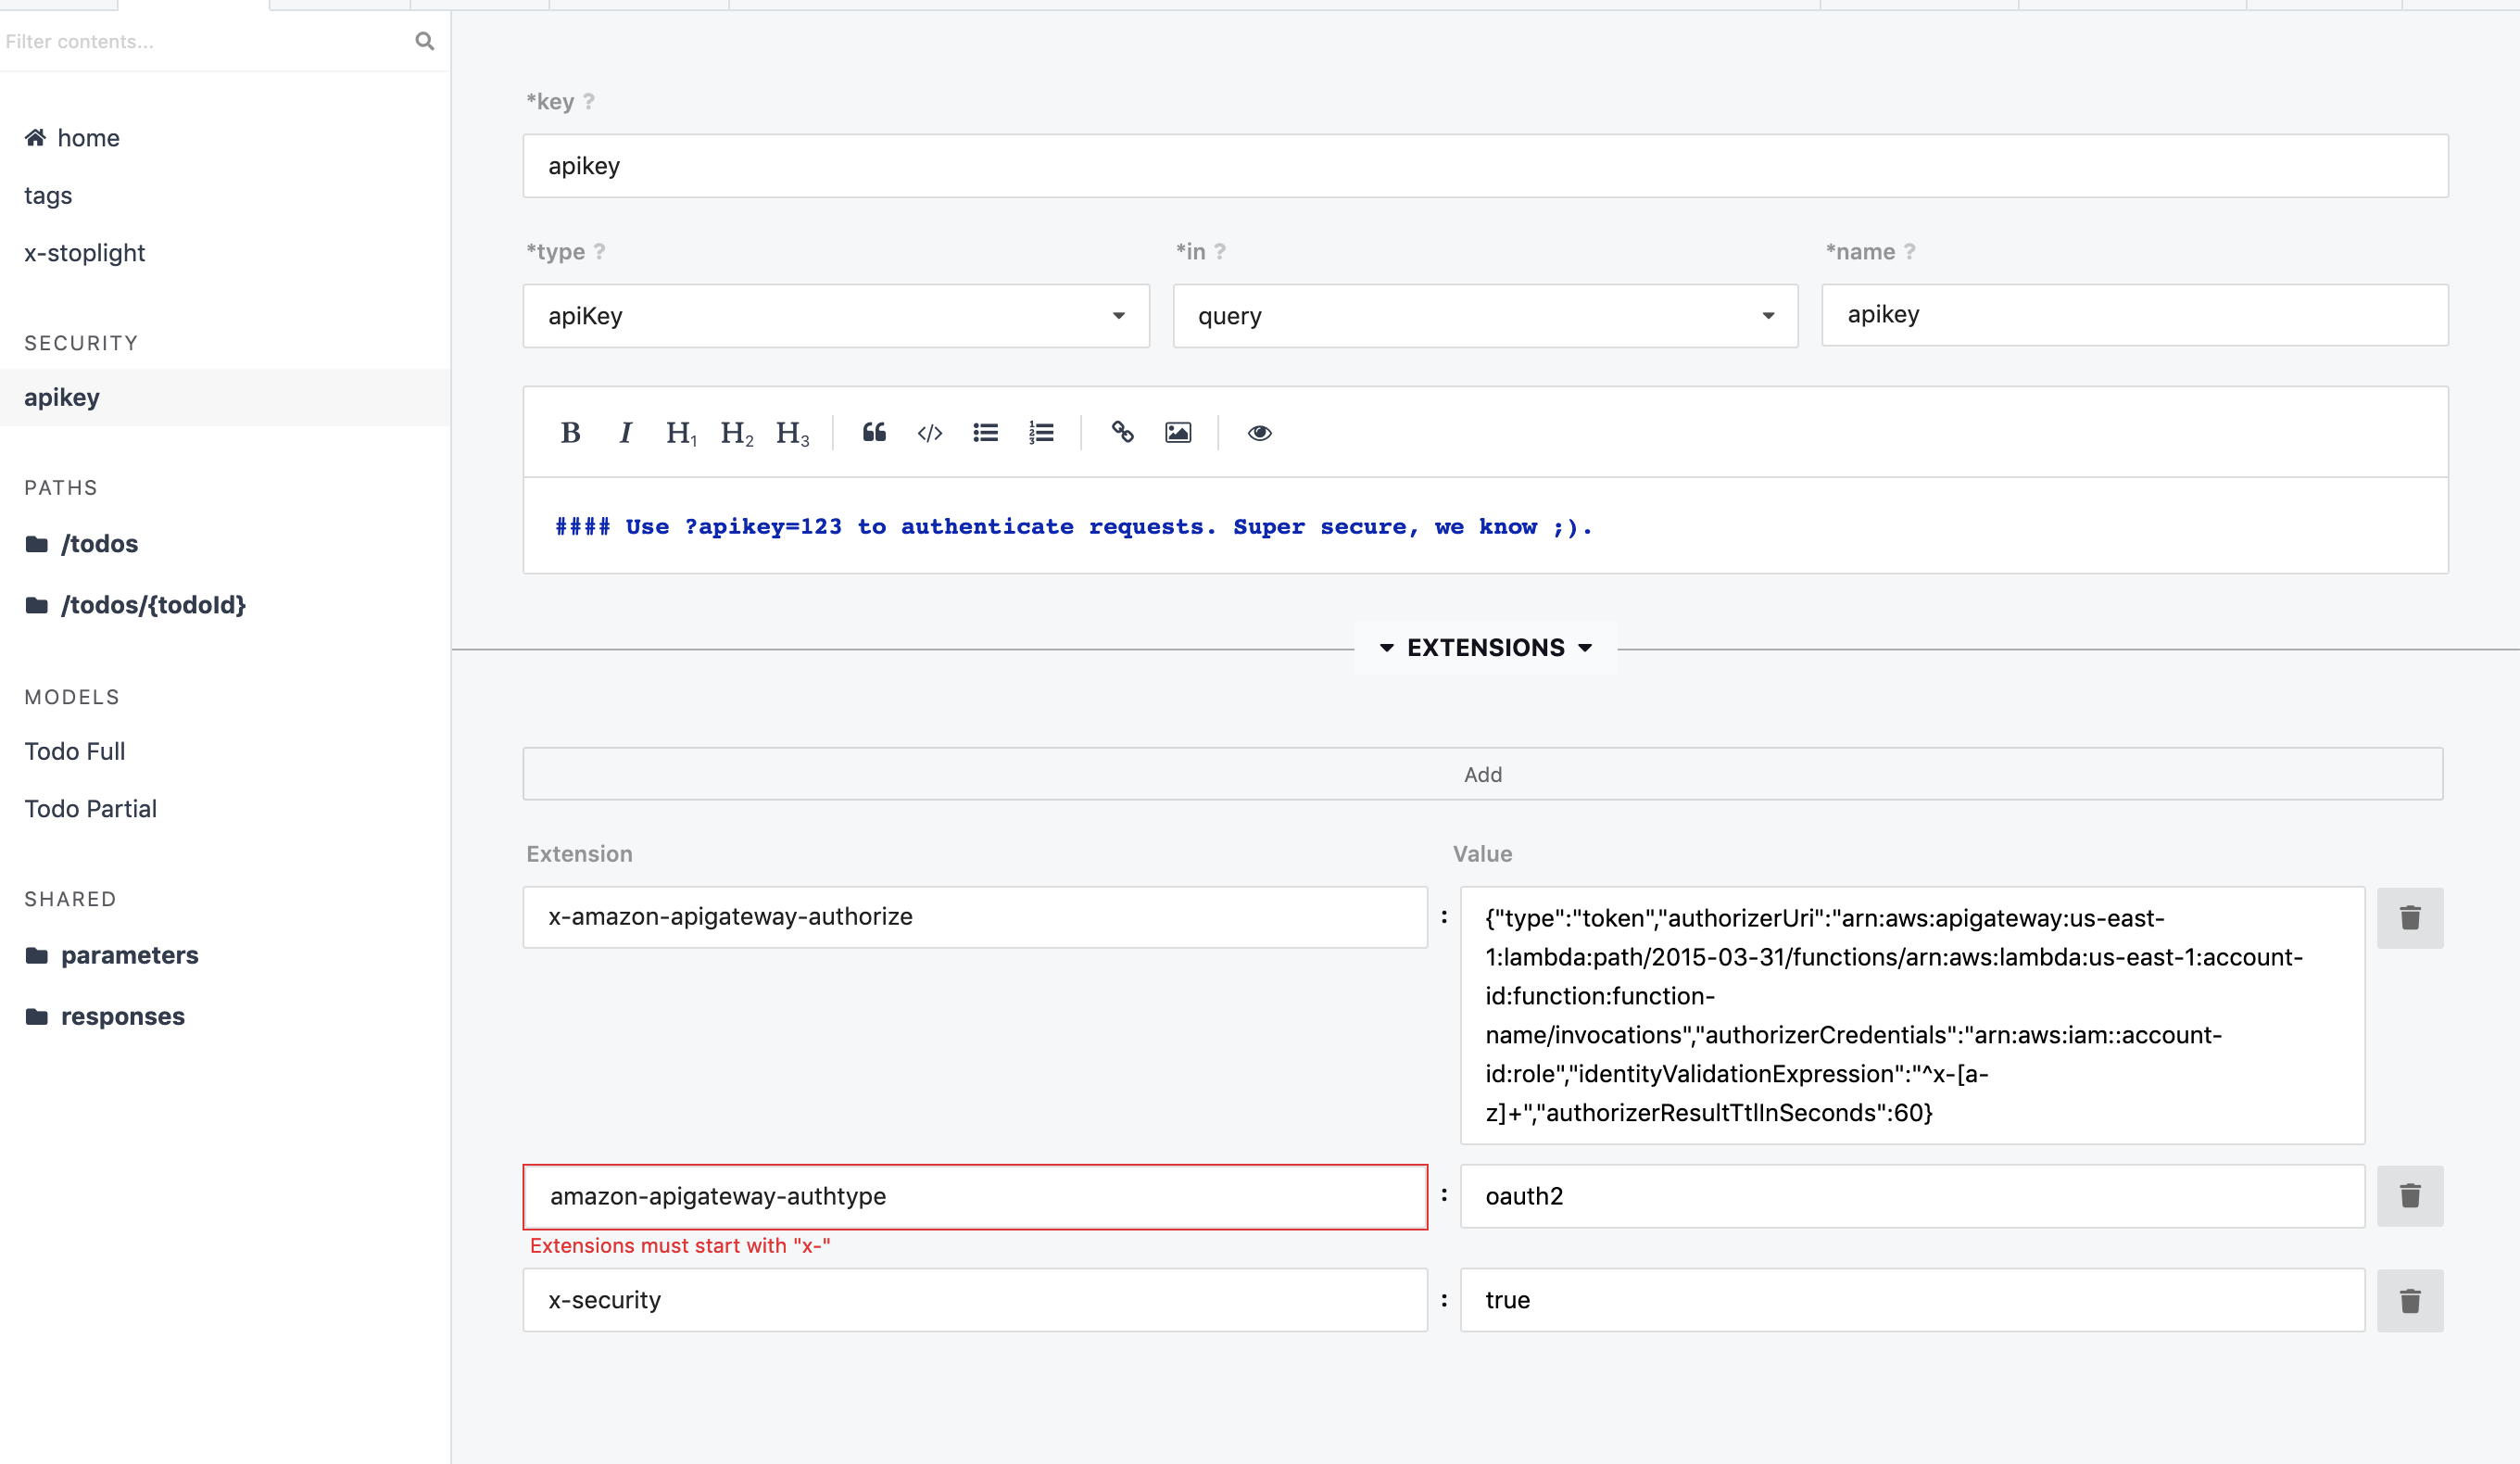 Filter contents...
home
tags
x-stoplight
SECURITY
apikey
PATHS
/todos
/todos/{todoId}
MODELS
Todo Full
Todo Partial
SHARED
parameters
responses
*key ?
apikey
*type ?
*in ?
*name ?
apiKey
query
apikey
B I H1 H2 H3
#### Use ?apikey=123 to authenticate requests. Super secure, we know ;).
EXTENSIONS
Add
Extension
Value
x-amazon-apigateway-authorize
:
{"type":"token","authorizerUri":"arn:aws:apigateway:us-east-
1:lambda:path/2015-03-31/functions/arn:aws:lambda:us-east-1:account-
id:function:function-
name/invocations","authorizerCredentials":"arn:aws:iam::account-
id:role","identityValidationExpression":"^x-[a-
z]+","authorizerResultTtlInSeconds":60}
amazon-apigateway-authtype
:
oauth2
Extensions must start with "x-"
x-security
:
true